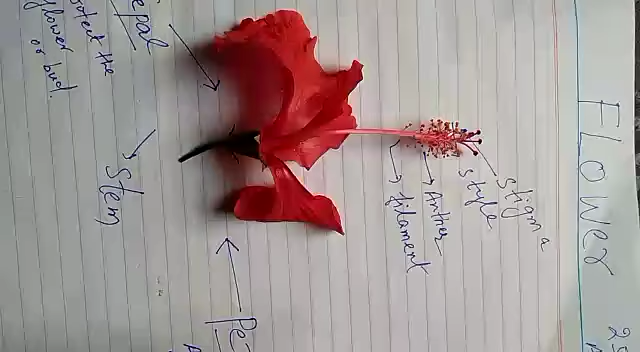 FLOWER
Stigma
Style
Anther
filament
epal
otect the
flower
or bud.
Stem
Pe